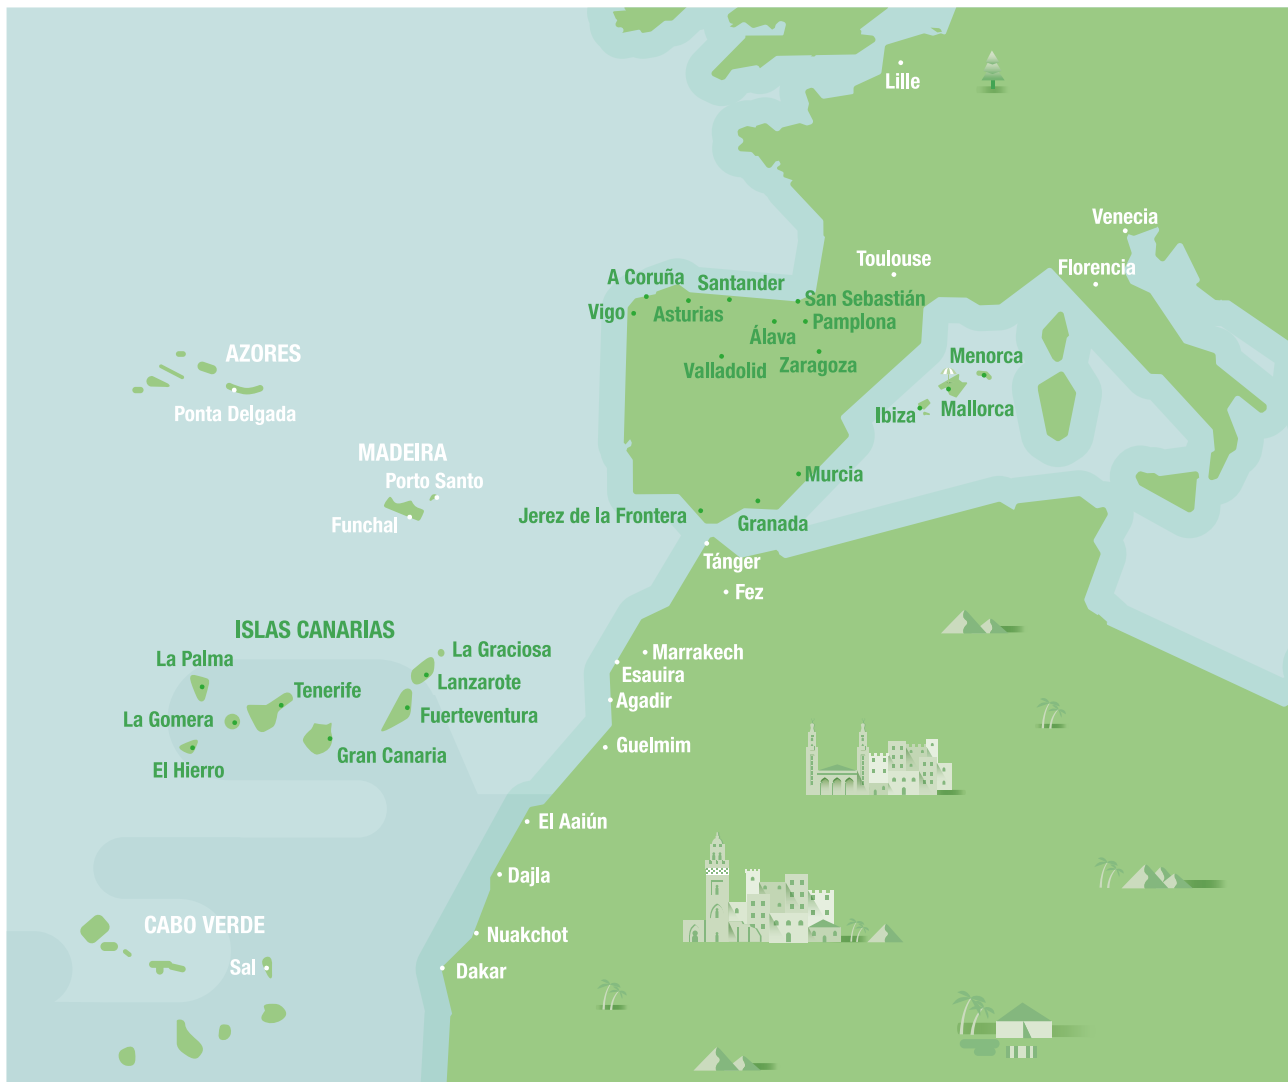 Lille
Venecia
Toulouse
Florencia
A Coruña
Santander
San Sebastián
Vigo
Asturias
Pamplona
Álava
AZORES
Menorca
Valladolid
Zaragoza
Ponta Delgada
Ibiza
Mallorca
MADEIRA
Porto Santo
Murcia
Funchal
Jerez de la Frontera
Granada
Tánger
Fez
ISLAS CANARIAS
La Graciosa
Marrakech
La Palma
Esauira
Lanzarote
Tenerife
Agadir
La Gomera
Fuerteventura
Guelmim
Gran Canaria
El Hierro
El Aaiún
Dajla
CABO VERDE
Nuakchot
Sal
Dakar